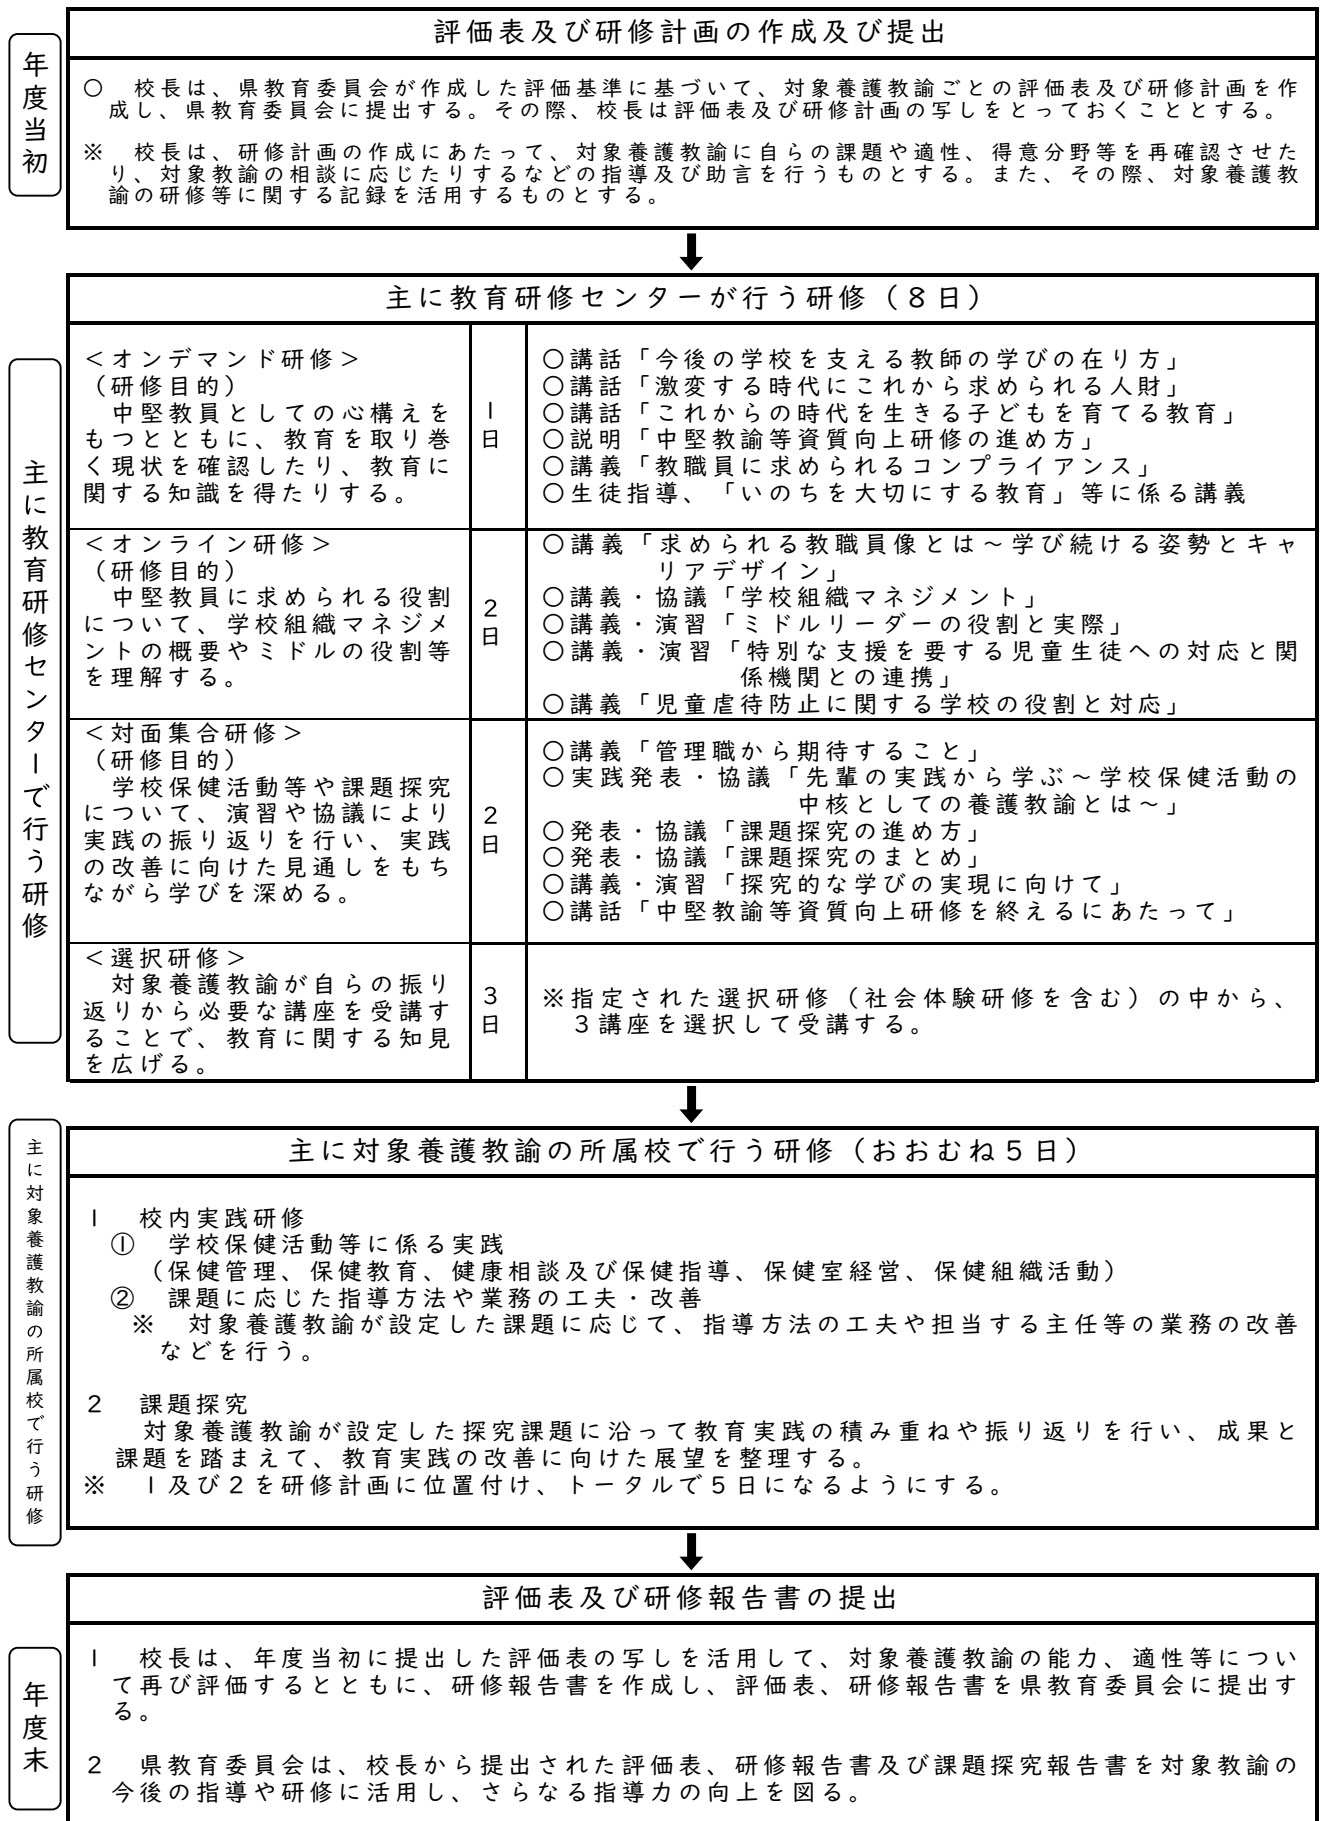 年度当初
評価表及び研修計画の作成及び提出
○　校長は、県教育委員会が作成した評価基準に基づいて、対象養護教諭ごとの評価表及び研修計画を作
成し、県教育委員会に提出する。その際、校長は評価表及び研修計画の写しをとっておくこととする。
※　校長は、研修計画の作成にあたって、対象養護教諭に自らの課題や適性、得意分野等を再確認させた
り、対象教諭の相談に応じたりするなどの指導及び助言を行うものとする。また、その際、対象養護教
諭の研修等に関する記録を活用するものとする。
主に教育研修センターで行う研修
主に教育研修センターが行う研修（８日）
＜オンデマンド研修＞
（研修目的）
中堅教員としての心構えを
もつとともに、教育を取り巻
く現状を確認したり、教育に
関する知識を得たりする。
１日
○講話「今後の学校を支える教師の学びの在り方」
○講話「激変する時代にこれから求められる人財」
○講話「これからの時代を生きる子どもを育てる教育」
○説明「中堅教諭等資質向上研修の進め方」
○講義「教職員に求められるコンプライアンス」
○生徒指導、「いのちを大切にする教育」等に係る講義
＜オンライン研修＞
（研修目的）
中堅教員に求められる役割
について、学校組織マネジメ
ントの概要やミドルの役割等
を理解する。
２日
○講義「求められる教職員像とは～学び続ける姿勢とキャ
リアデザイン」
○講義・協議「学校組織マネジメント」
○講義・演習「ミドルリーダーの役割と実際」
○講義・演習「特別な支援を要する児童生徒への対応と関
係機関との連携」
○講義「児童虐待防止に関する学校の役割と対応」
＜対面集合研修＞
（研修目的）
学校保健活動等や課題探究
について、演習や協議により
実践の振り返りを行い、実践
の改善に向けた見通しをもち
ながら学びを深める。
２日
○講義「管理職から期待すること」
○実践発表・協議「先輩の実践から学ぶ～学校保健活動の
中核としての養護教諭とは～」
○発表・協議「課題探究の進め方」
○発表・協議「課題探究のまとめ」
○講義・演習「探究的な学びの実現に向けて」
○講話「中堅教諭等資質向上研修を終えるにあたって」
＜選択研修＞
対象養護教諭が自らの振り
返りから必要な講座を受講す
ることで、教育に関する知見
を広げる。
３日
※指定された選択研修（社会体験研修を含む）の中から、
３講座を選択して受講する。
主に対象養護教諭の所属校で行う研修
主に対象養護教諭の所属校で行う研修（おおむね５日）
１　校内実践研修
①　学校保健活動等に係る実践
（保健管理、保健教育、健康相談及び保健指導、保健室経営、保健組織活動）
②　課題に応じた指導方法や業務の工夫・改善
※　対象養護教諭が設定した課題に応じて、指導方法の工夫や担当する主任等の業務の改善
などを行う。
２　課題探究
対象養護教諭が設定した探究課題に沿って教育実践の積み重ねや振り返りを行い、成果と
課題を踏まえて、教育実践の改善に向けた展望を整理する。
※　１及び２を研修計画に位置付け、トータルで５日になるようにする。
年度末
評価表及び研修報告書の提出
１　校長は、年度当初に提出した評価表の写しを活用して、対象養護教諭の能力、適性等につい
て再び評価するとともに、研修報告書を作成し、評価表、研修報告書を県教育委員会に提出す
る。
２　県教育委員会は、校長から提出された評価表、研修報告書及び課題探究報告書を対象教諭の
今後の指導や研修に活用し、さらなる指導力の向上を図る。